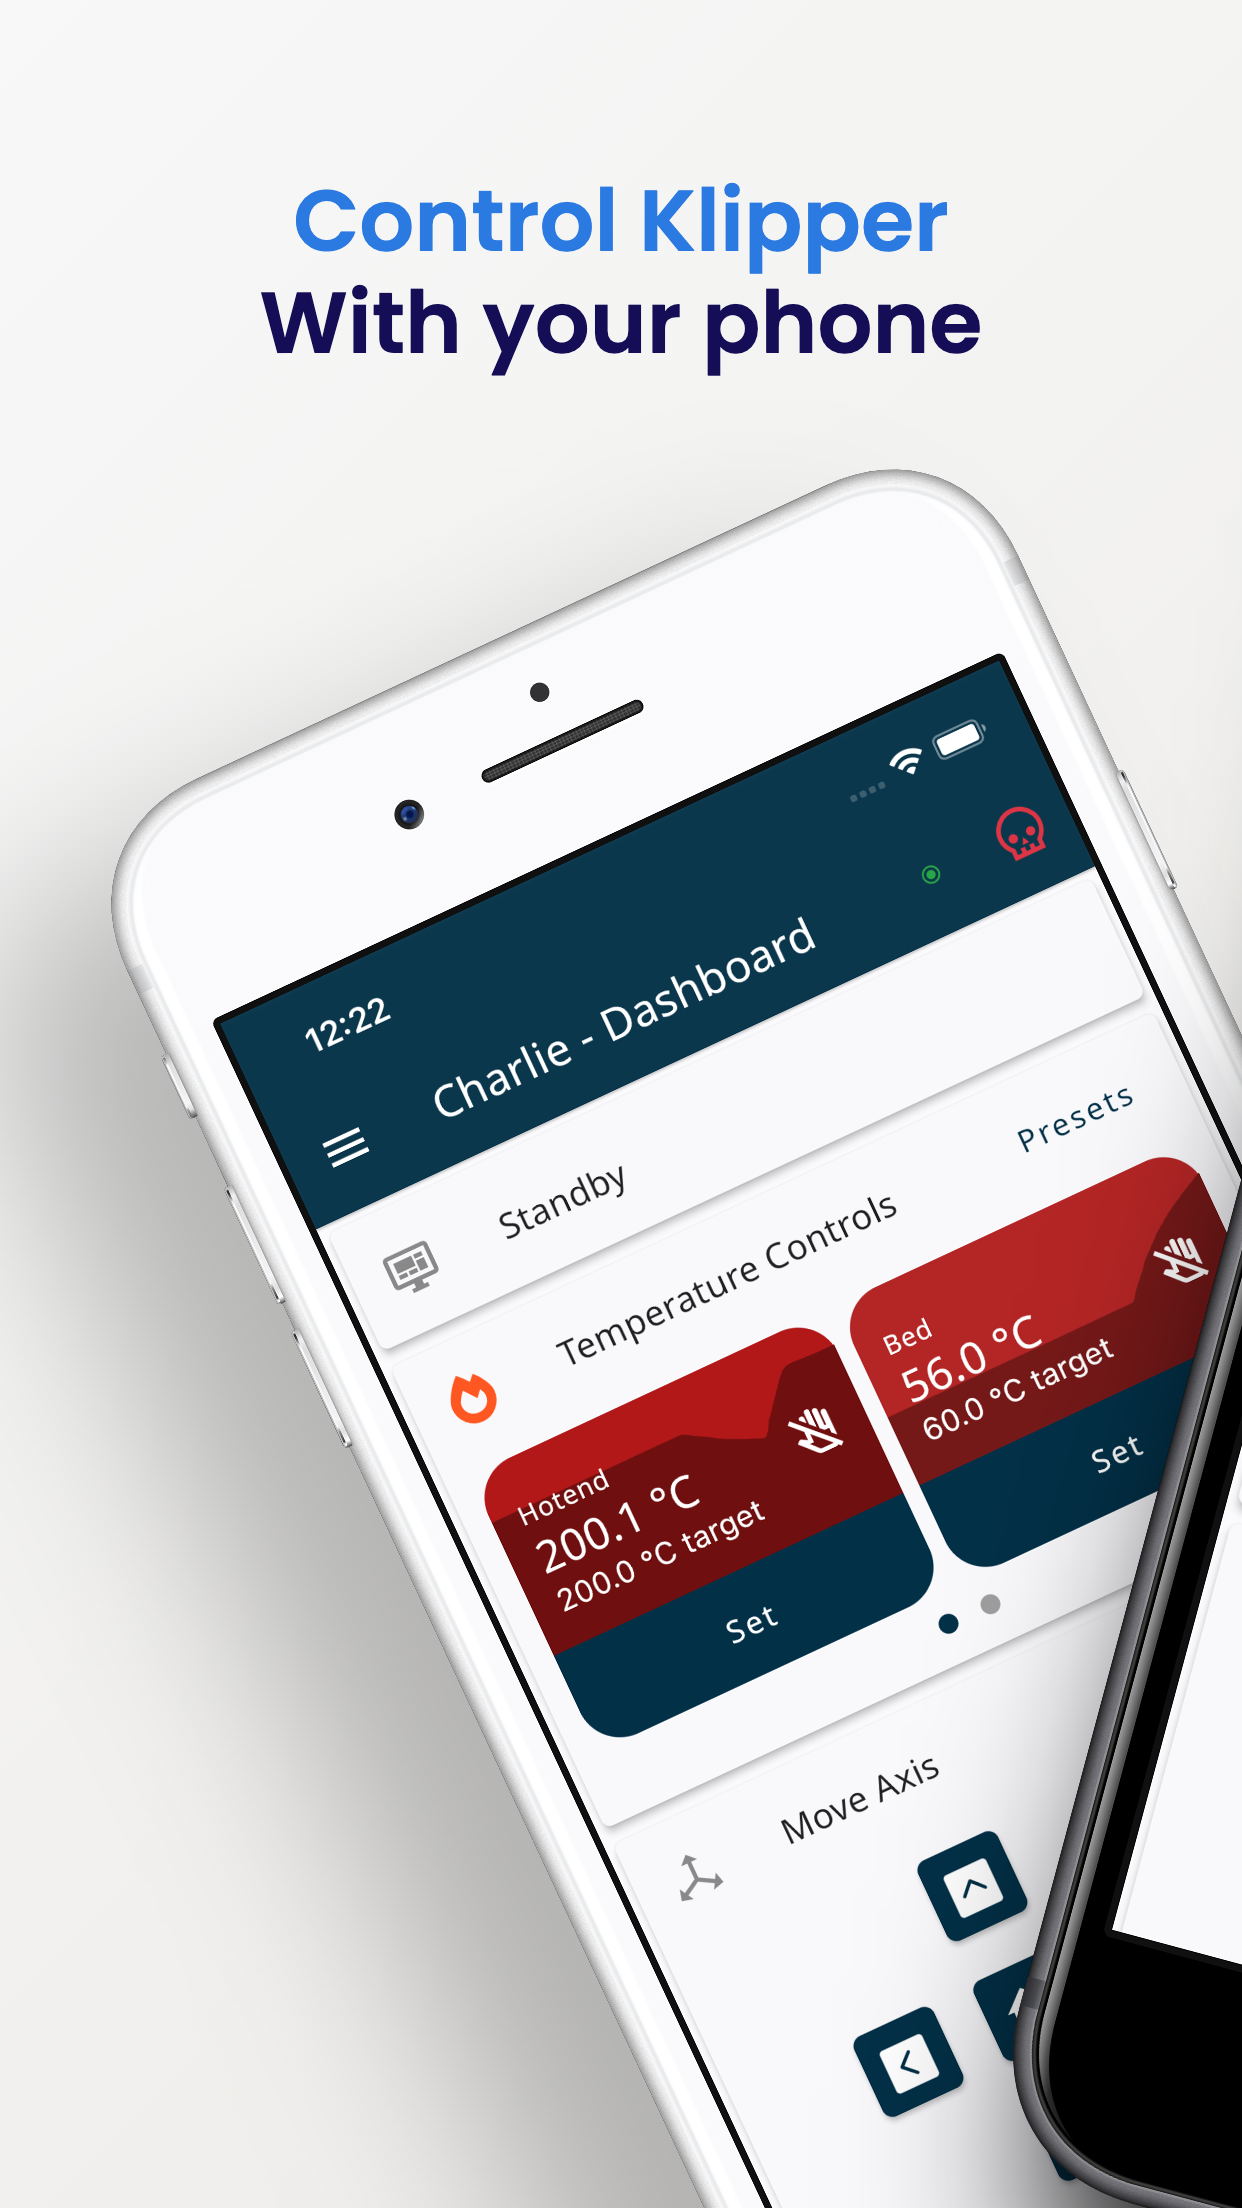 Control Klipper
With your phone
12:22
Charlie - Dashboard
Standby
Temperature Controls
Presets
Hotend
200.1 °C
200.0 °C target
Set
Bed
56.0 °C
60.0 °C target
Set
Move Axis